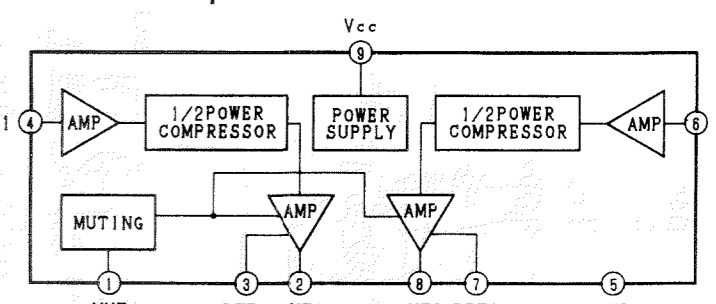 Vcc
9
1
4
AMP
1/2POWER
COMPRESSOR
POWER
SUPPLY
1/2POWER
COMPRESSOR
AMP
6
MUTING
AMP
AMP
1
3
2
8
7
5